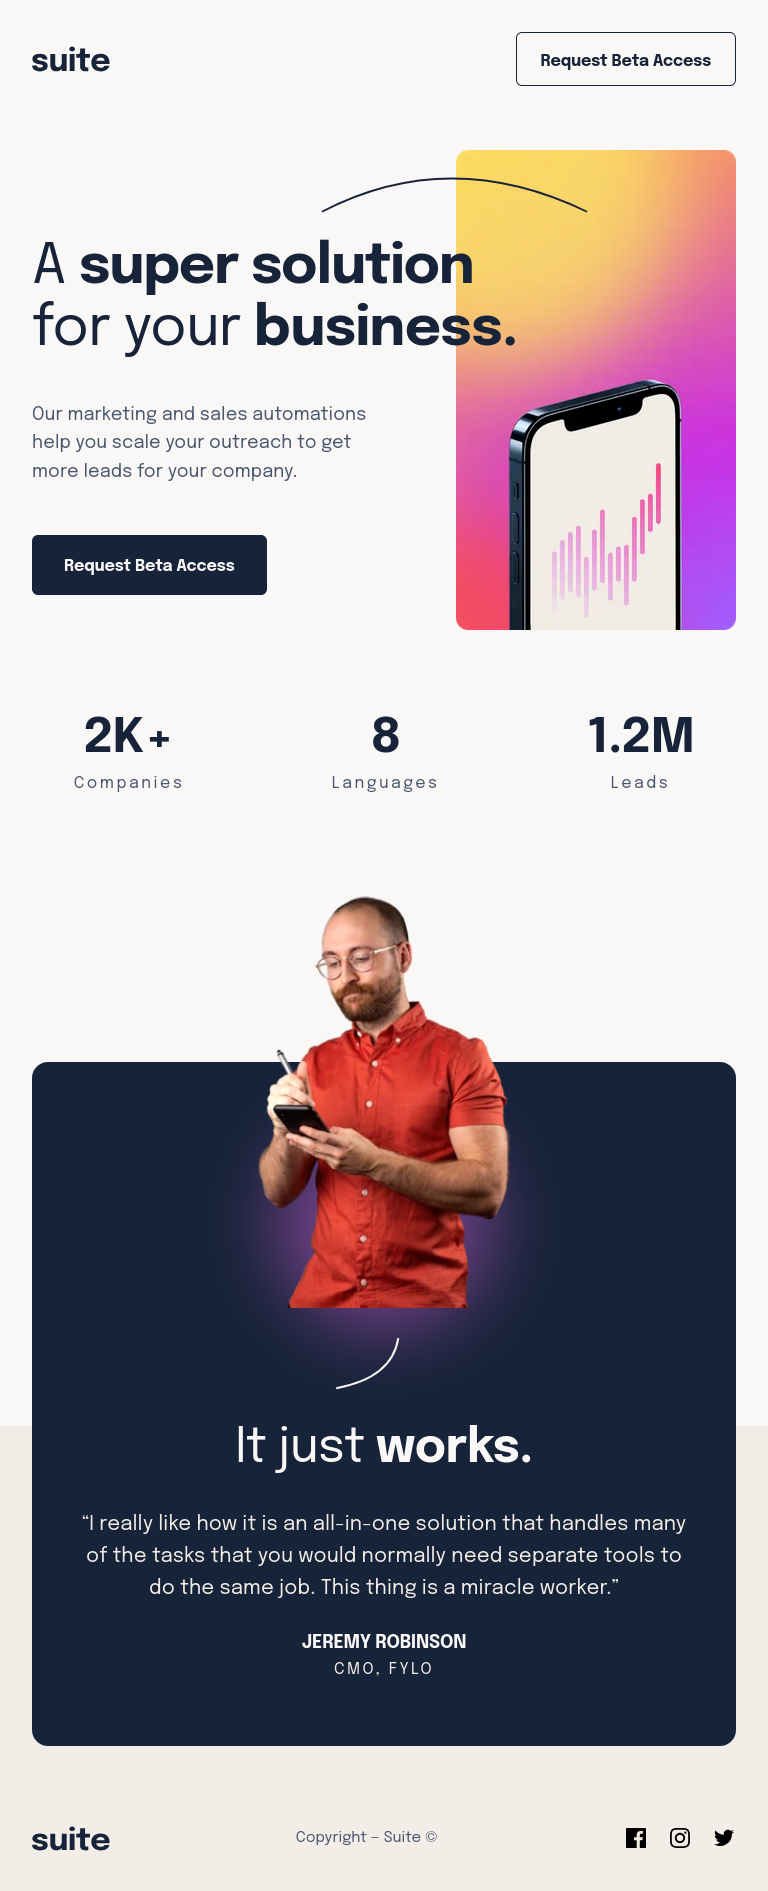 suite
Request Beta Access
A super solution
for your business.
Our marketing and sales automations
help you scale your outreach to get
more leads for your company.
Request Beta Access
2K+
Companies
8
Languages
1.2M
Leads
It just works.
“I really like how it is an all-in-one solution that handles many
of the tasks that you would normally need separate tools to
do the same job. This thing is a miracle worker.”
JEREMY ROBINSON
CMO, FYLO
suite
Copyright – Suite ©